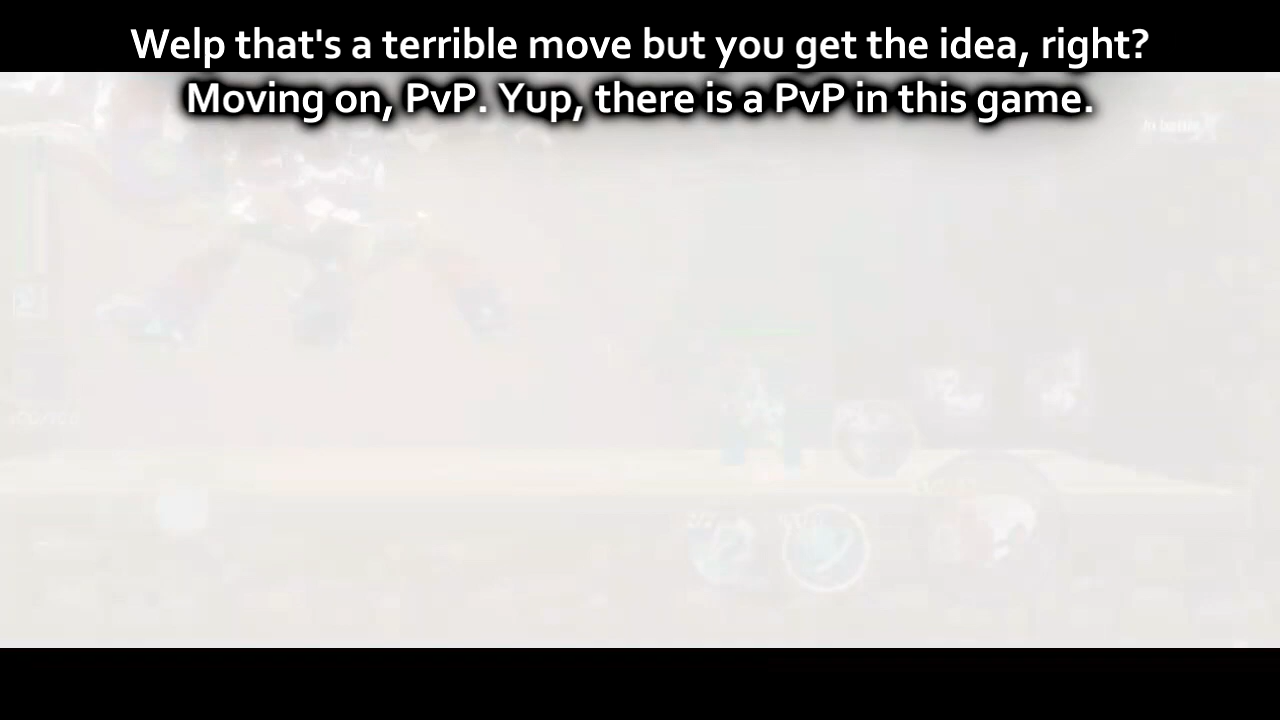 Welp that's a terrible move but you get the idea, right?
Moving on, PvP. Yup, there is a PvP in this game.